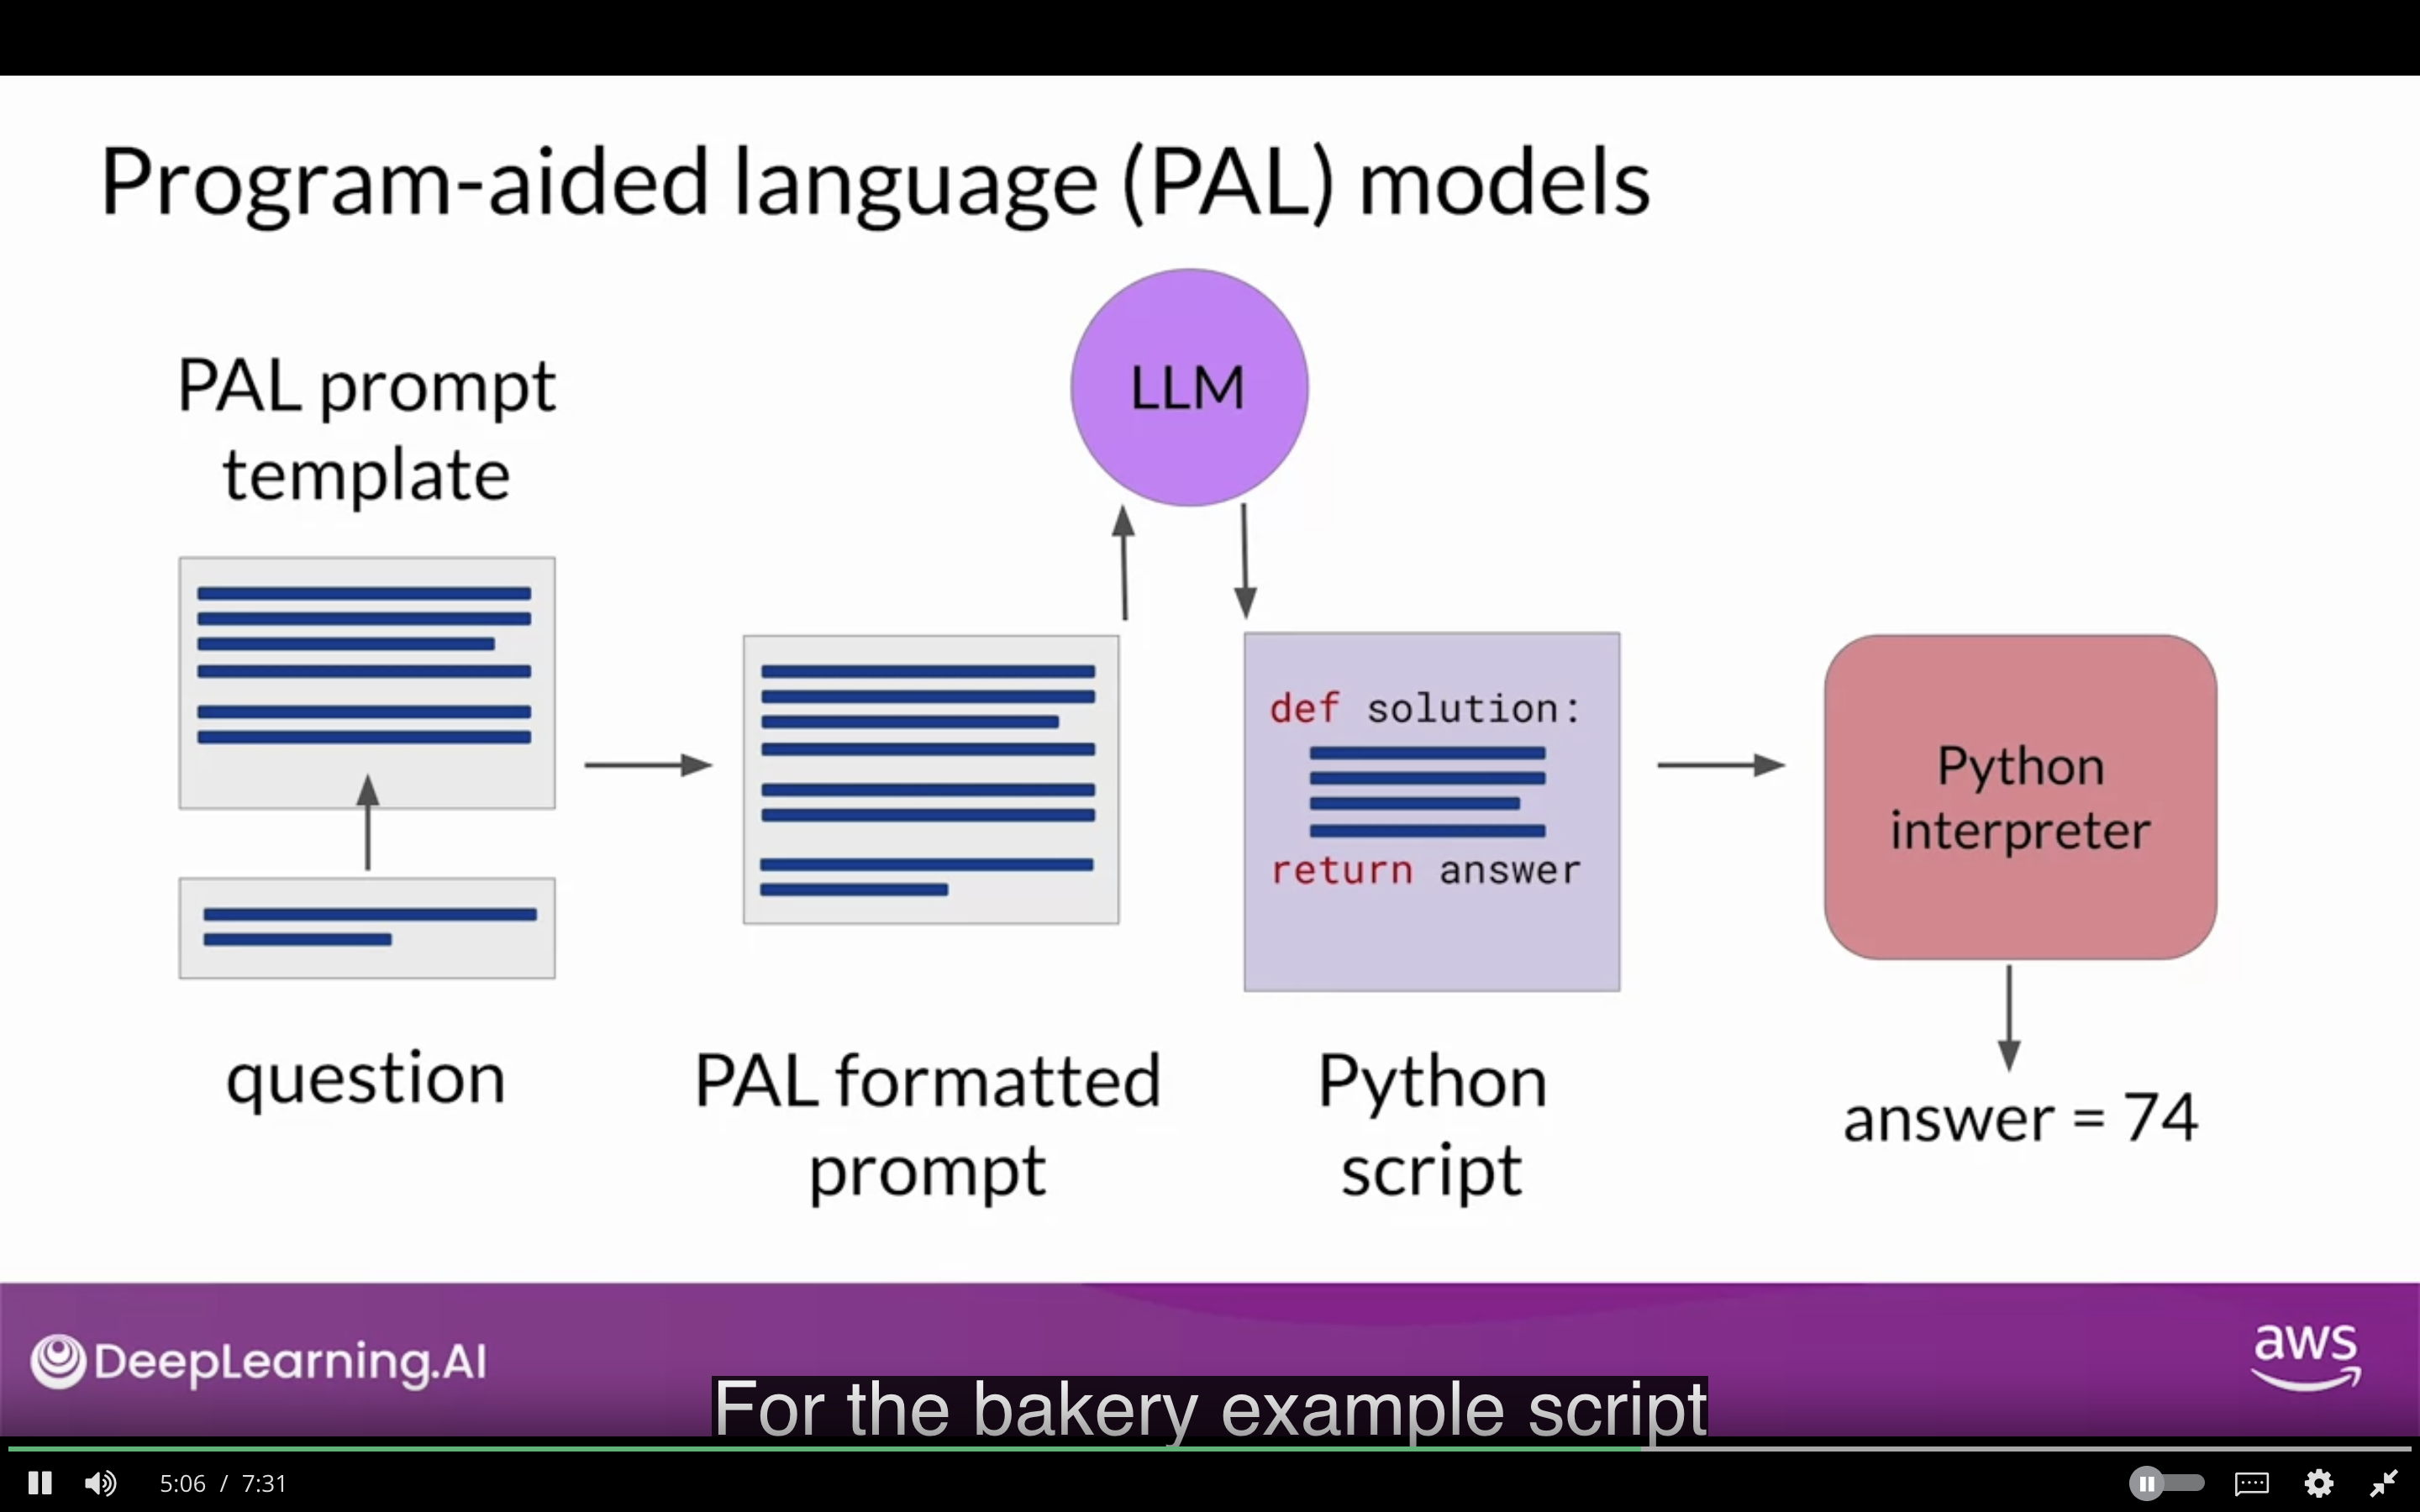 Program-aided language (PAL) models
LLM
PAL prompt
template
question
PAL formatted
prompt
def solution:
return answer
Python
script
Python
interpreter
answer = 74
DeepLearning.AI
aws
For the bakery example script
5:06 / 7:31